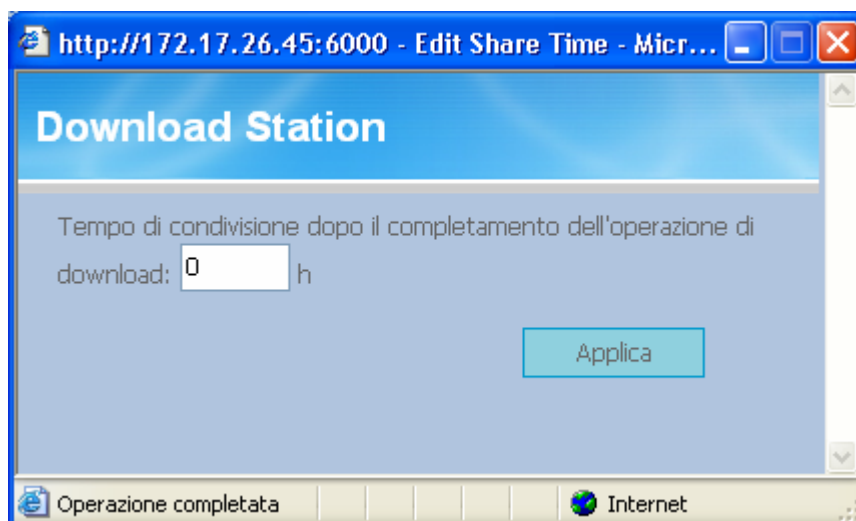 http://172.17.26.45:6000 - Edit Share Time - Micr...
Download Station
Tempo di condivisione dopo il completamento dell'operazione di
download: 0 h
Applica
Operazione completata Internet